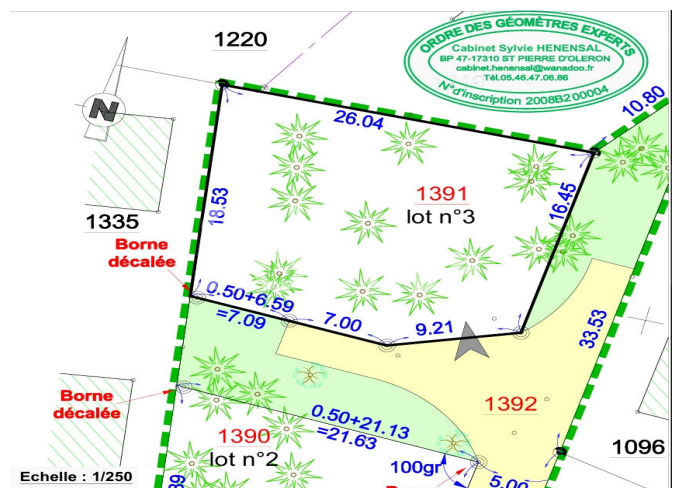 1220
ORDRE DES GÉOMÈTRES EXPERTS
Cabinet Sylvie HENENSAL
BP 47-17310 ST PIERRE D'OLERON
cabinet.henensal@wanadoo.fr
Tél.05.46.47.06.86
N°d'inscription 2008B200004
N
26.04
10.80
18.53
1391
lot n°3
16.45
1335
Borne
décalée
0.50+6.59
=7.09
7.00
9.21
33.53
Borne
décalée
0.50+21.13
=21.63
1392
1390
lot n°2
1096
100gr
5.00
Echelle : 1/250